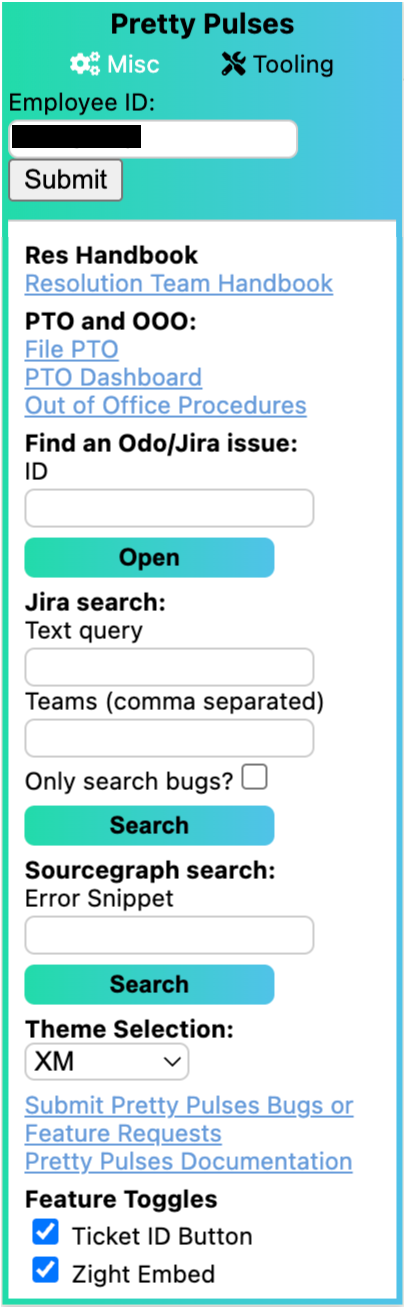 Pretty Pulses
Misc Tooling
Employee ID:
Submit
Res Handbook
Resolution Team Handbook
PTO and OOO:
File PTO
PTO Dashboard
Out of Office Procedures
Find an Odo/Jira issue:
ID
Open
Jira search:
Text query
Teams (comma separated)
Only search bugs?
Search
Sourcegraph search:
Error Snippet
Search
Theme Selection:
XM
Submit Pretty Pulses Bugs or
Feature Requests
Pretty Pulses Documentation
Feature Toggles
Ticket ID Button
Zight Embed